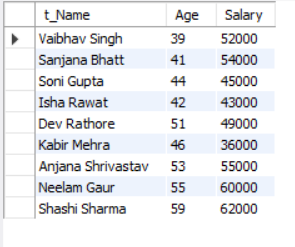 t_Name Age Salary
Vaibhav Singh 39 52000
Sanjana Bhatt 41 54000
Soni Gupta 44 45000
Isha Rawat 42 43000
Dev Rathore 51 49000
Kabir Mehra 46 36000
Anjana Shrivastav 53 55000
Neelam Gaur 55 60000
Shashi Sharma 59 62000